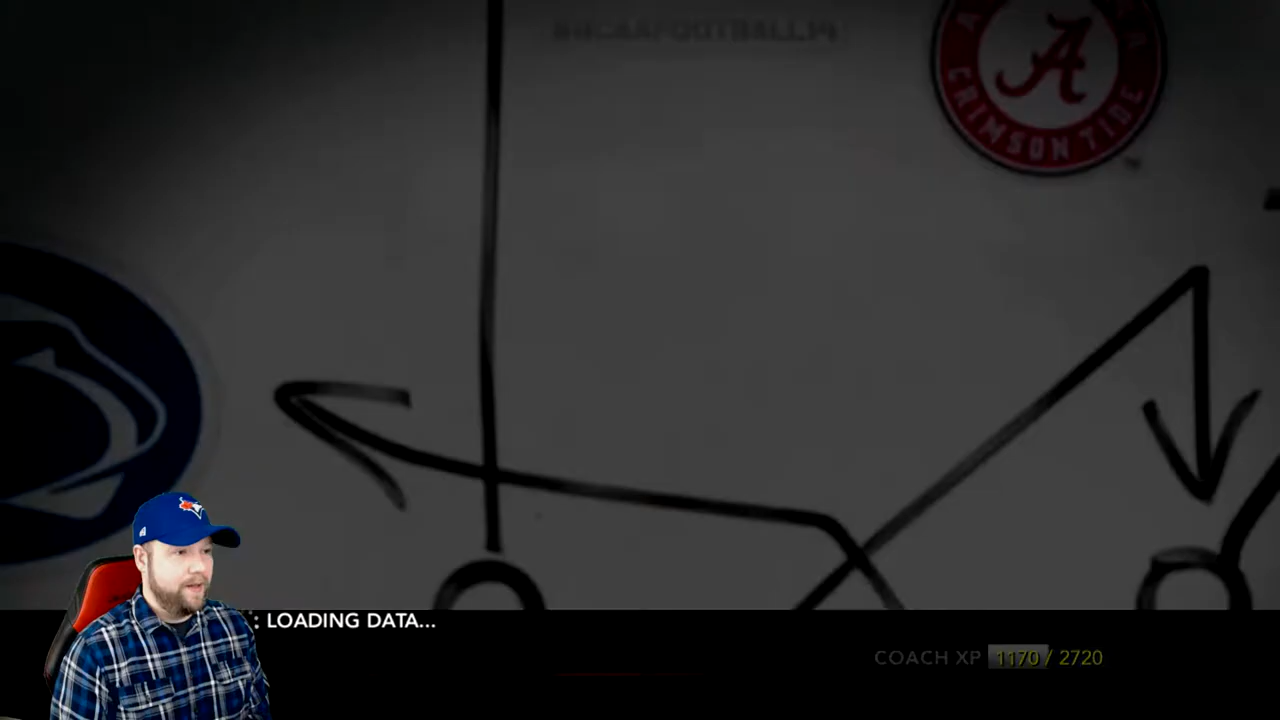 #NCAAFOOTBALL14
A
CRIMSON TIDE
LOADING DATA...
COACH XP 1170 / 2720